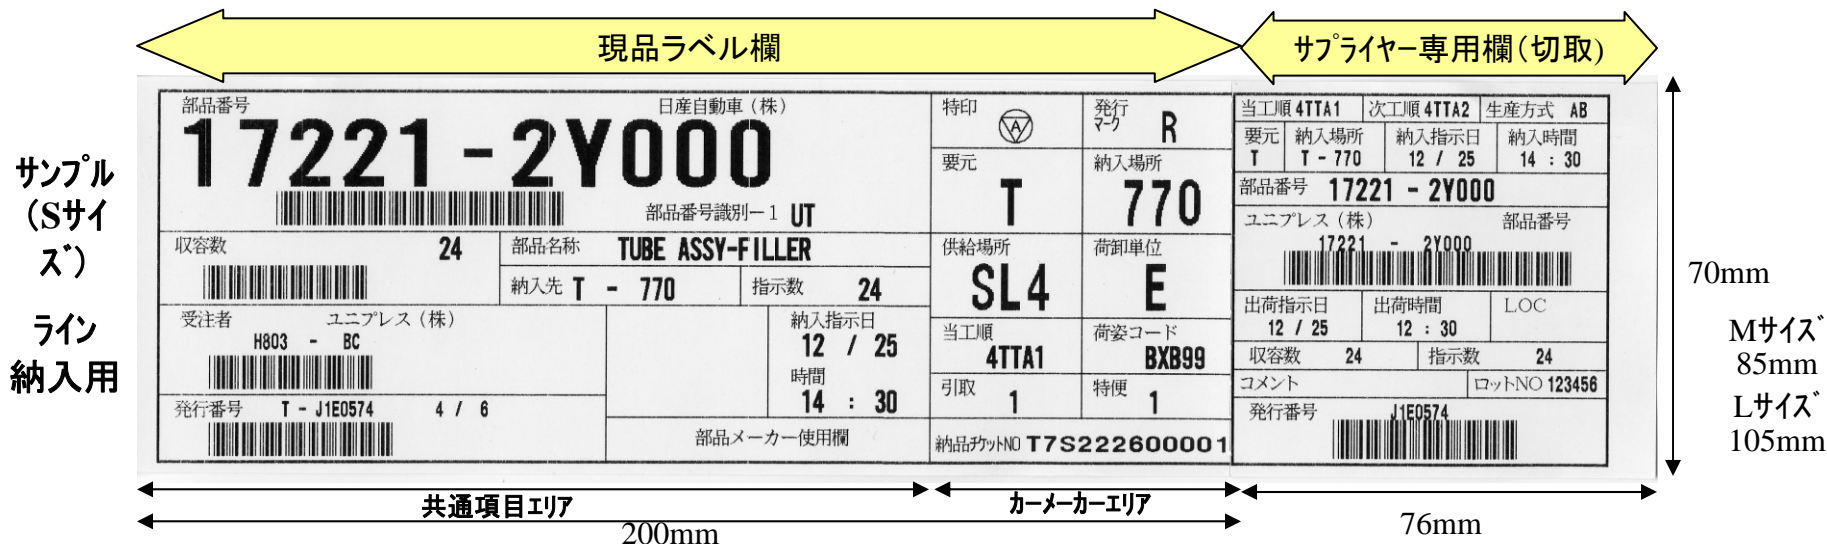 現品ラベル欄
サプライヤー専用欄(切取)
サンプル
(Sサイ
ズ)
ライン
納入用
部品番号
日産自動車(株)
17221-2Y000
部品番号識別-1 UT
収容数 24
部品名称 TUBE ASSY-FILLER
納入先 T - 770
指示数 24
受注者 ユニプレス(株)
H803 - BC
納入指示日
12 / 25
時間
14 : 30
発行番号 T - J1E0574 4 / 6
部品メーカー使用欄
特印 A
発行
マーク R
要元
T
納入場所
770
供給場所
SL4
荷卸単位
E
当工順
4TTA1
荷姿コード
BXB99
引取
1
特便
1
納品チケットNO T7S222600001
当工順 4TTA1 次工順 4TTA2 生産方式 AB
要元 納入場所 納入指示日 納入時間
T T-770 12 / 25 14 : 30
部品番号 17221 - 2Y000
ユニプレス(株) 部品番号
17221 - 2Y000
出荷指示日 出荷時間 LOC
12 / 25 12 : 30
収容数 24 指示数 24
コメント ロットNO 123456
発行番号 J1E0574
70mm
Mサイズ
85mm
Lサイズ
105mm
共通項目エリア
カーメーカーエリア
200mm
76mm